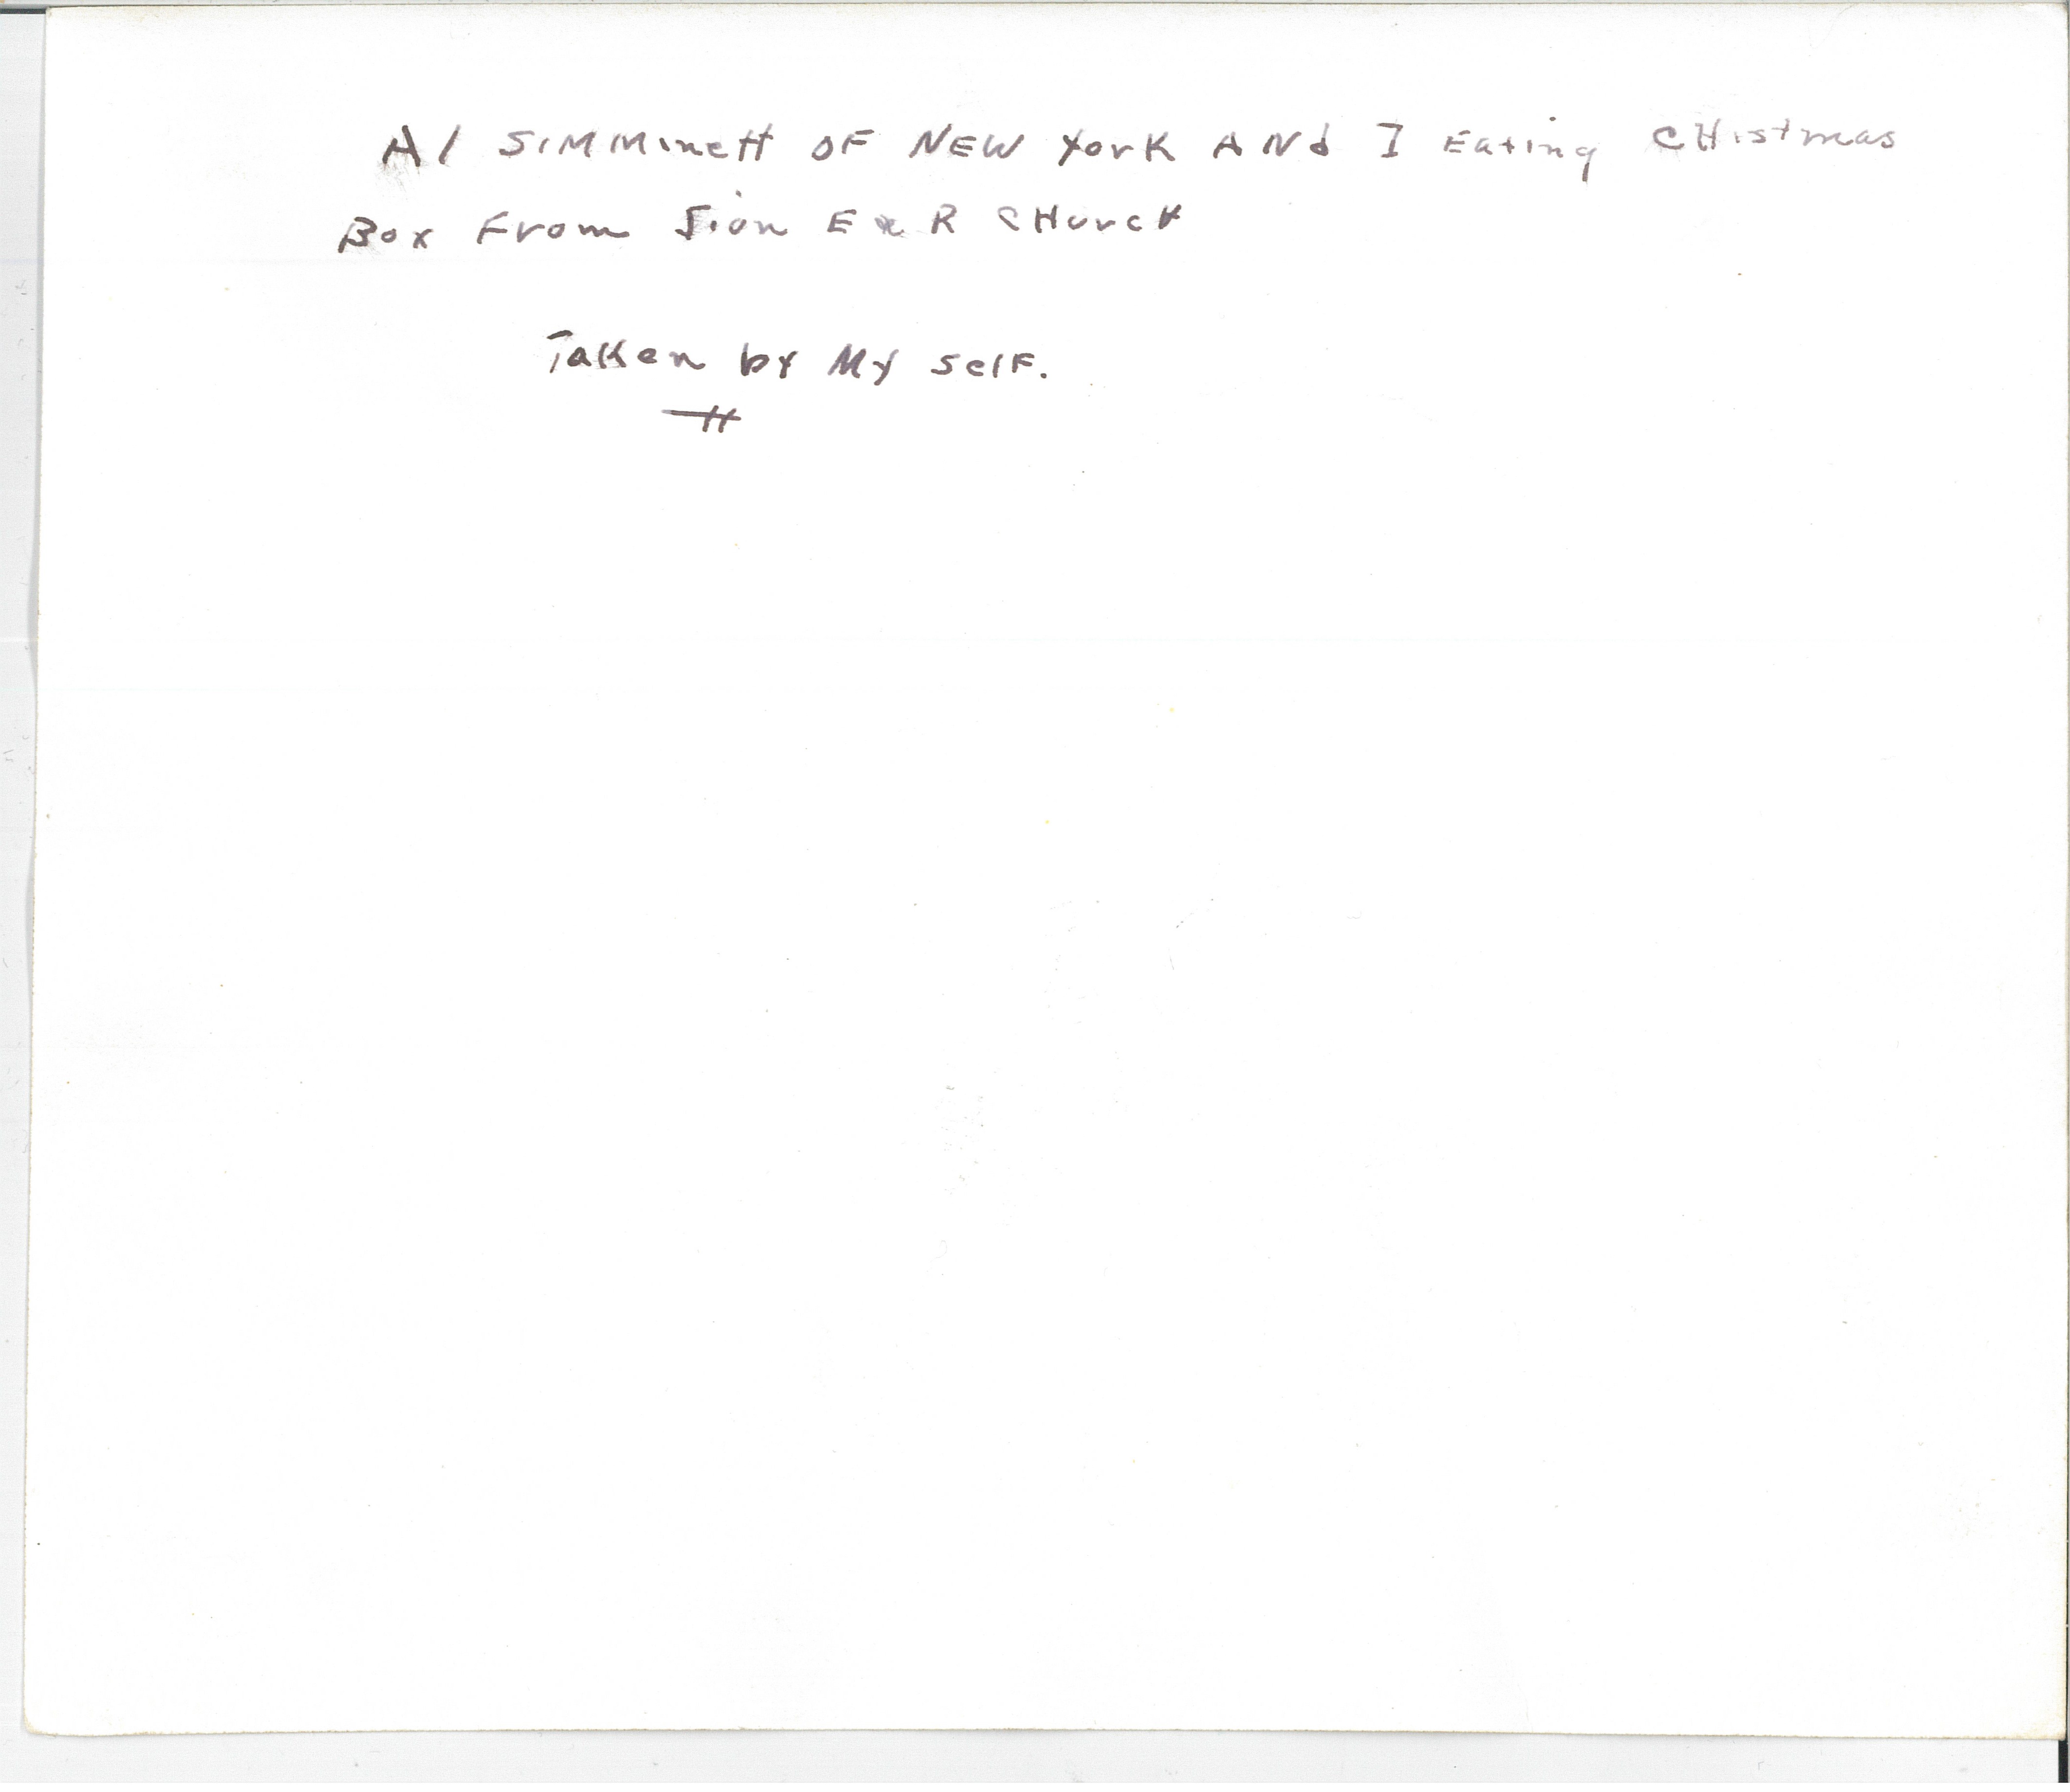 Al SiMMinett OF NEW York ANd I Eating CHistmas
Box From Sion E & R CHurcH
Taken by My self.